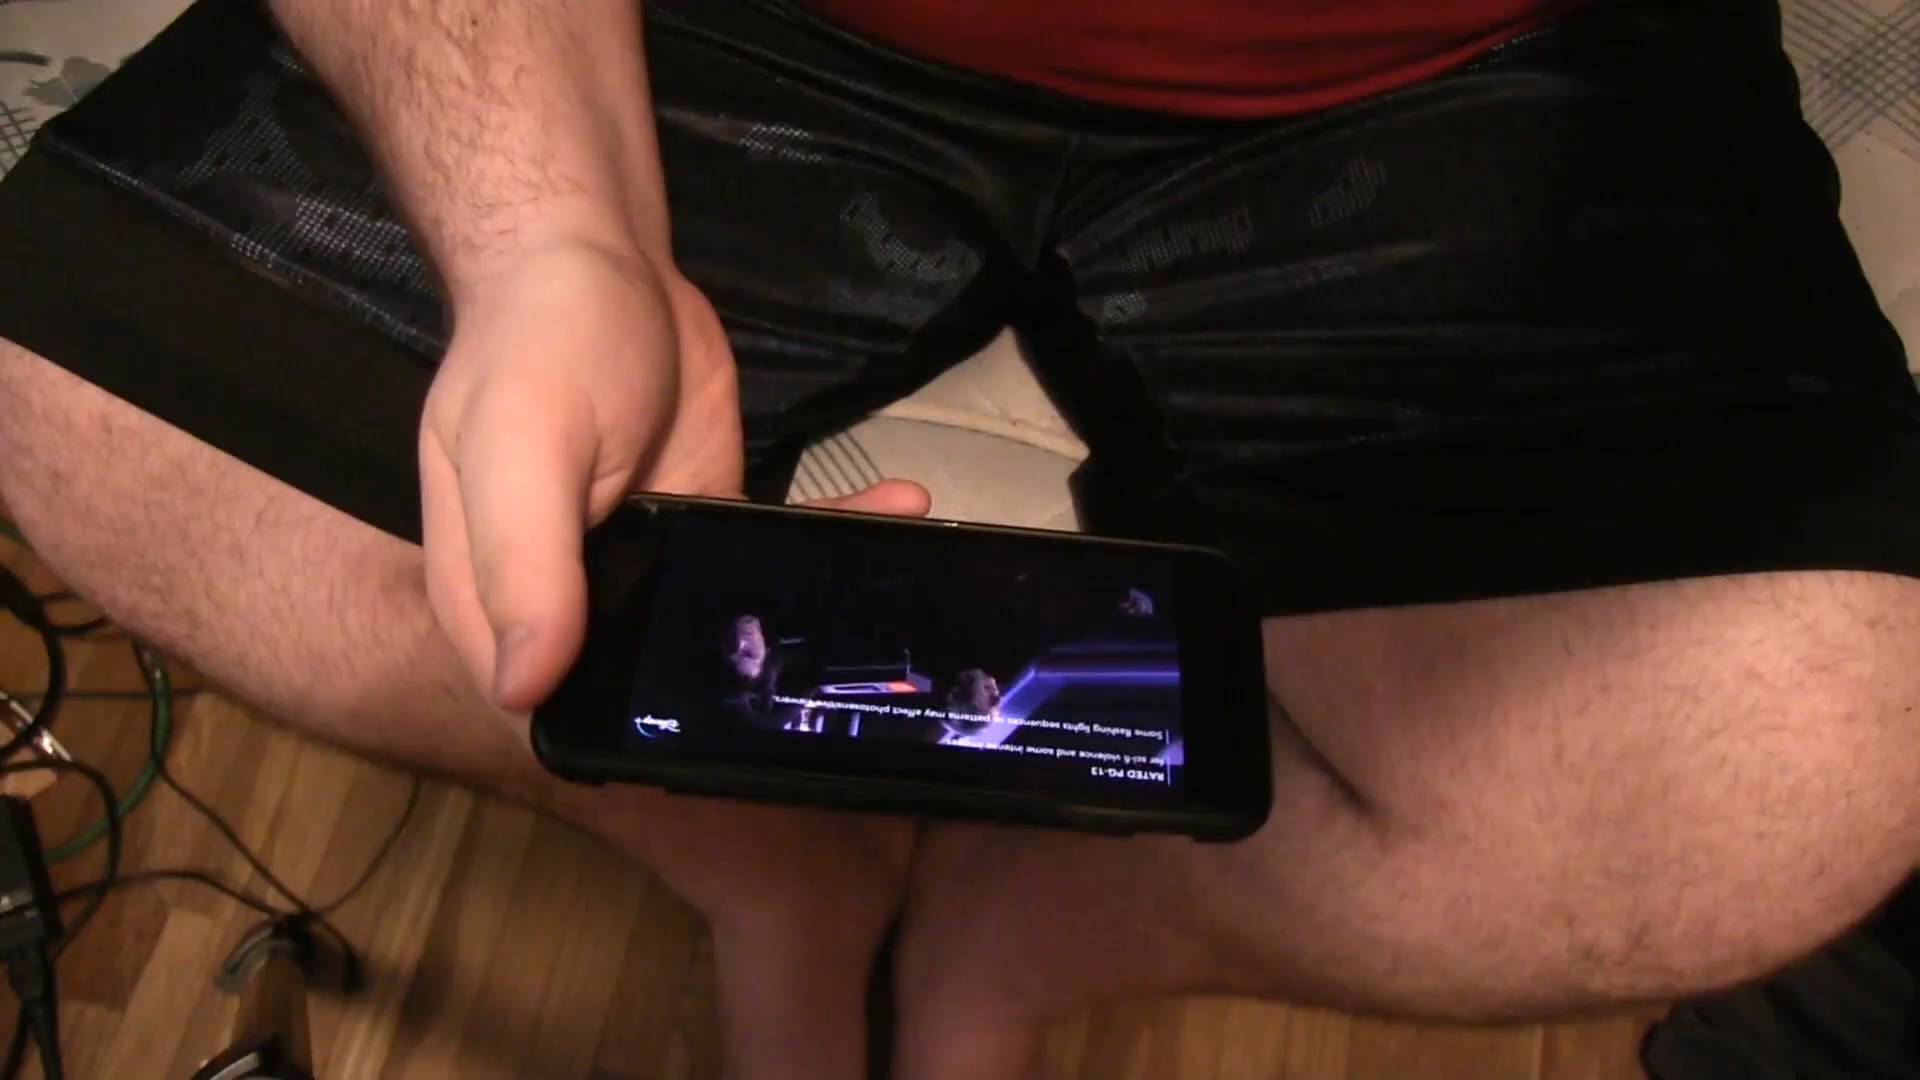 RATED PG-13
for sci-fi violence and some intense images
Some flashing lights sequences or patterns may affect photosensitive viewers.
Disney+